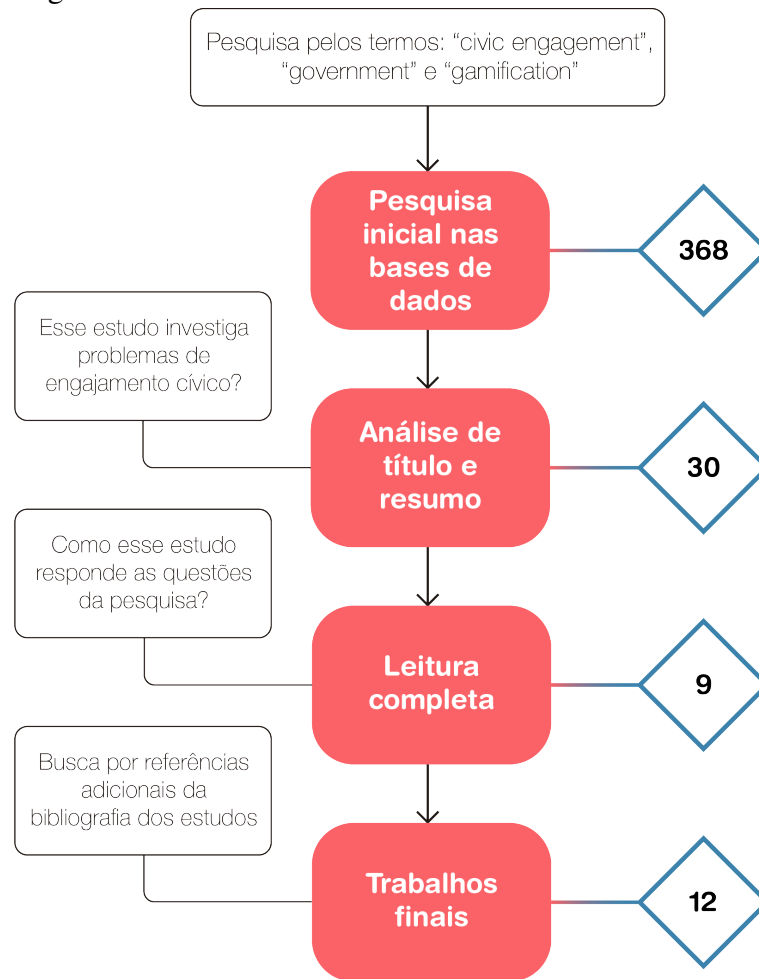 Pesquisa pelos termos: “civic engagement”,
“government” e “gamification”
Pesquisa
inicial nas
bases de
dados
368
Esse estudo investiga
problemas de
engajamento cívico?
Análise de
título e
resumo
30
Como esse estudo
responde as questões
da pesquisa?
Leitura
completa
9
Busca por referências
adicionais da
bibliografia dos estudos
Trabalhos
finais
12